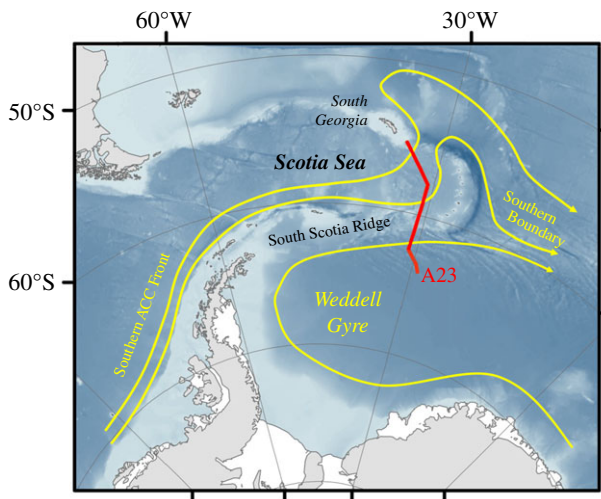 60°W
30°W
50°S
60°S
South
Georgia
Scotia Sea
Southern
Boundary
South Scotia Ridge
Southern ACC Front
A23
Weddell
Gyre